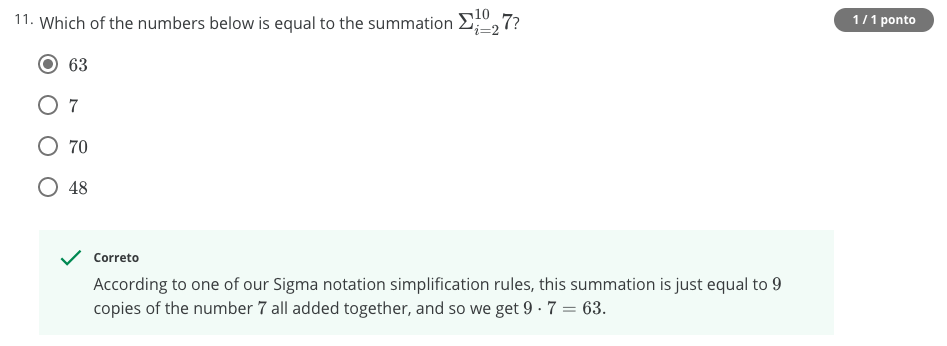 11. Which of the numbers below is equal to the summation $\Sigma_{i=2}^{10} 7$?
1 / 1 ponto
63
7
70
48
Correto
According to one of our Sigma notation simplification rules, this summation is just equal to 9
copies of the number 7 all added together, and so we get 9 · 7 = 63.